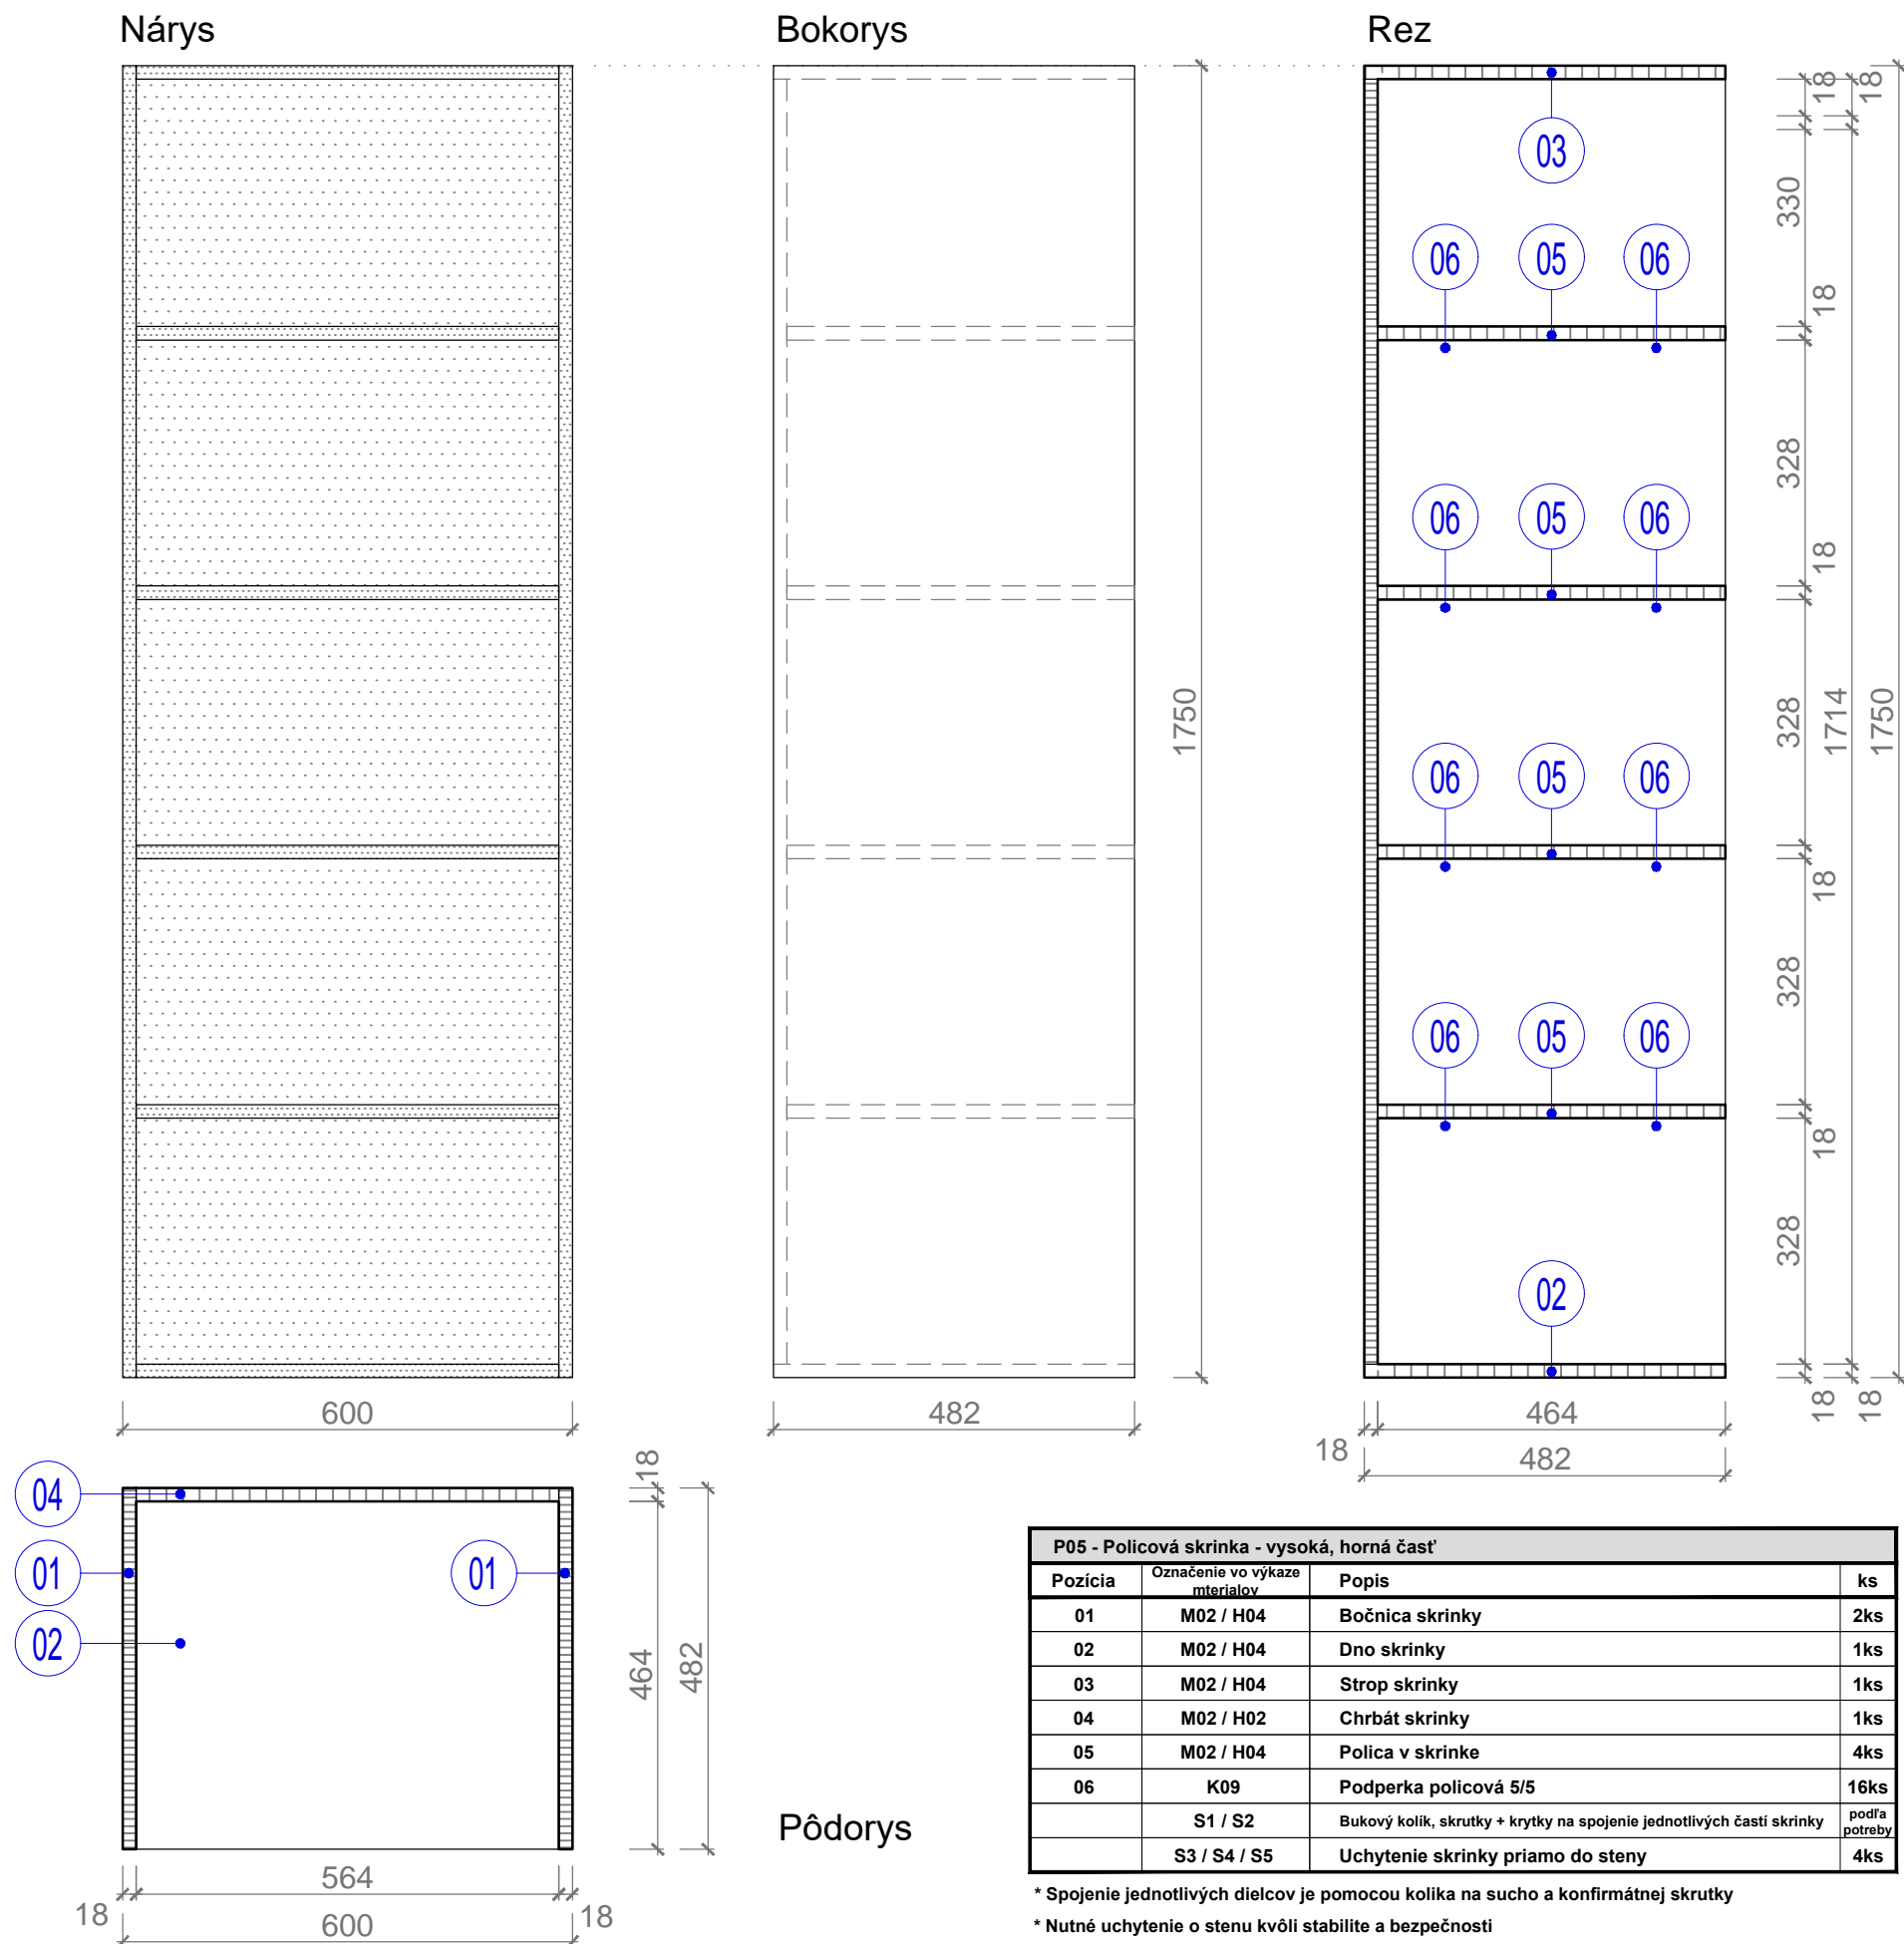 Nárys
Bokorys
Rez
03
06 05 06
06 05 06
06 05 06
06 05 06
02
18 18
330
18
328
18
328
1714
1750
18
328
18
328
18 18
1750
600
482
18 464
482
04
01 01
02
18
464
482
564
18 18
600
Pôdorys
P05 - Policová skrinka - vysoká, horná časť
Pozícia Označenie vo výkaze mterialov Popis ks
01 M02 / H04 Bočnica skrinky 2ks
02 M02 / H04 Dno skrinky 1ks
03 M02 / H04 Strop skrinky 1ks
04 M02 / H02 Chrbát skrinky 1ks
05 M02 / H04 Polica v skrinke 4ks
06 K09 Podperka policová 5/5 16ks
S1 / S2 Bukový kolík, skrutky + krytky na spojenie jednotlivých častí skrinky podľa potreby
S3 / S4 / S5 Uchytenie skrinky priamo do steny 4ks
* Spojenie jednotlivých dielcov je pomocou kolika na sucho a konfirmátnej skrutky
* Nutné uchytenie o stenu kvôli stabilite a bezpečnosti